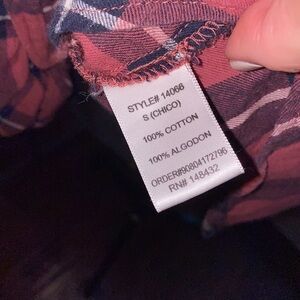 STYLE# 14066
S (CHICO)
100% COTTON
100% ALGODON
ORDER#90804172796
RN# 148432